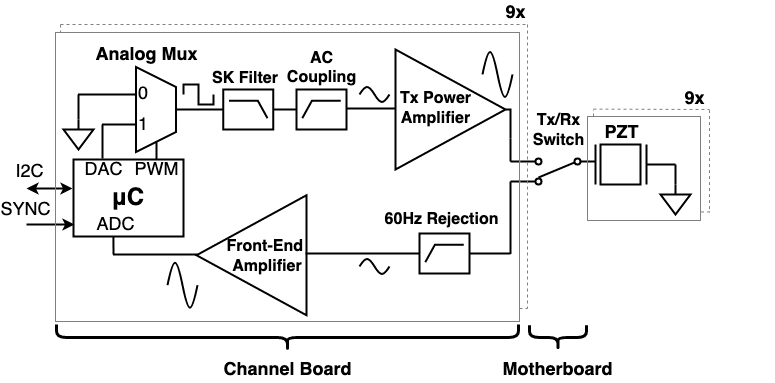 9x
Analog Mux
AC
Coupling
SK Filter
0
1
Tx Power
Amplifier
Tx/Rx
Switch
9x
PZT
DAC PWM
I2C
µC
SYNC
ADC
60Hz Rejection
Front-End
Amplifier
Channel Board
Motherboard